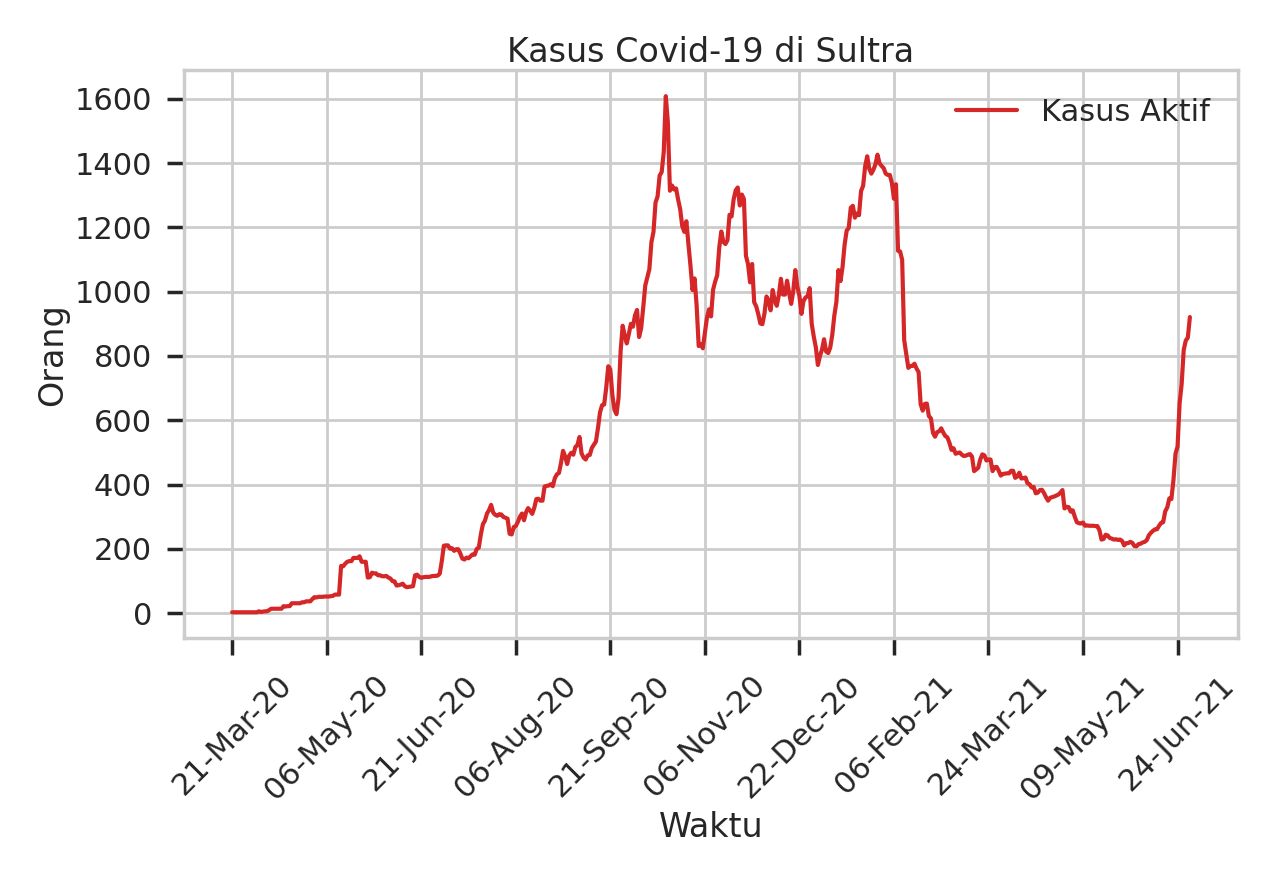 Kasus Covid-19 di Sultra
Kasus Aktif
1600
1400
1200
1000
800
600
400
200
0
Orang
21-Mar-20
06-May-20
21-Jun-20
06-Aug-20
21-Sep-20
06-Nov-20
22-Dec-20
06-Feb-21
24-Mar-21
09-May-21
24-Jun-21
Waktu